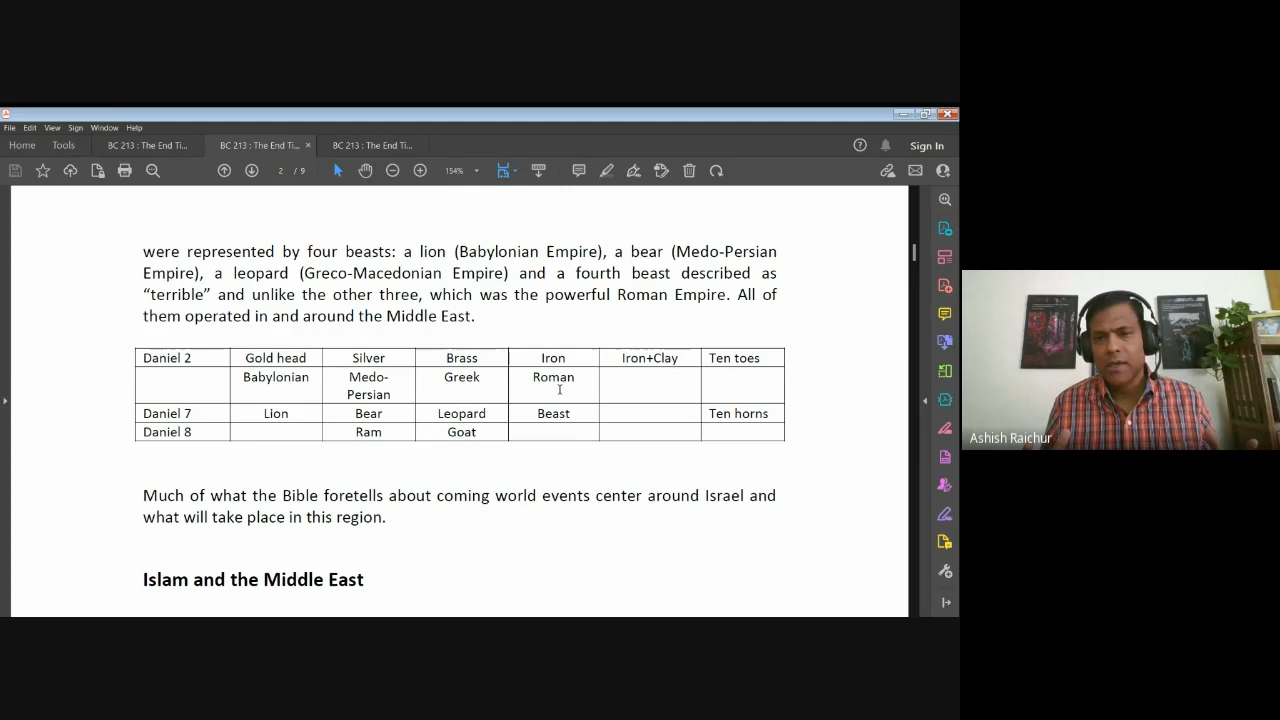 File Edit View Sign Window Help
Home Tools BC 213 : The End Ti... BC 213 : The End Ti... × BC 213 : The End Ti... Sign In
2 / 9 154%
were represented by four beasts: a lion (Babylonian Empire), a bear (Medo-Persian
Empire), a leopard (Greco-Macedonian Empire) and a fourth beast described as
“terrible” and unlike the other three, which was the powerful Roman Empire. All of
them operated in and around the Middle East.
Daniel 2 Gold head Silver Brass Iron Iron+Clay Ten toes
Babylonian Medo- Greek Roman
Persian
Daniel 7 Lion Bear Leopard Beast Ten horns
Daniel 8 Ram Goat
Much of what the Bible foretells about coming world events center around Israel and
what will take place in this region.
Islam and the Middle East
Ashish Raichur